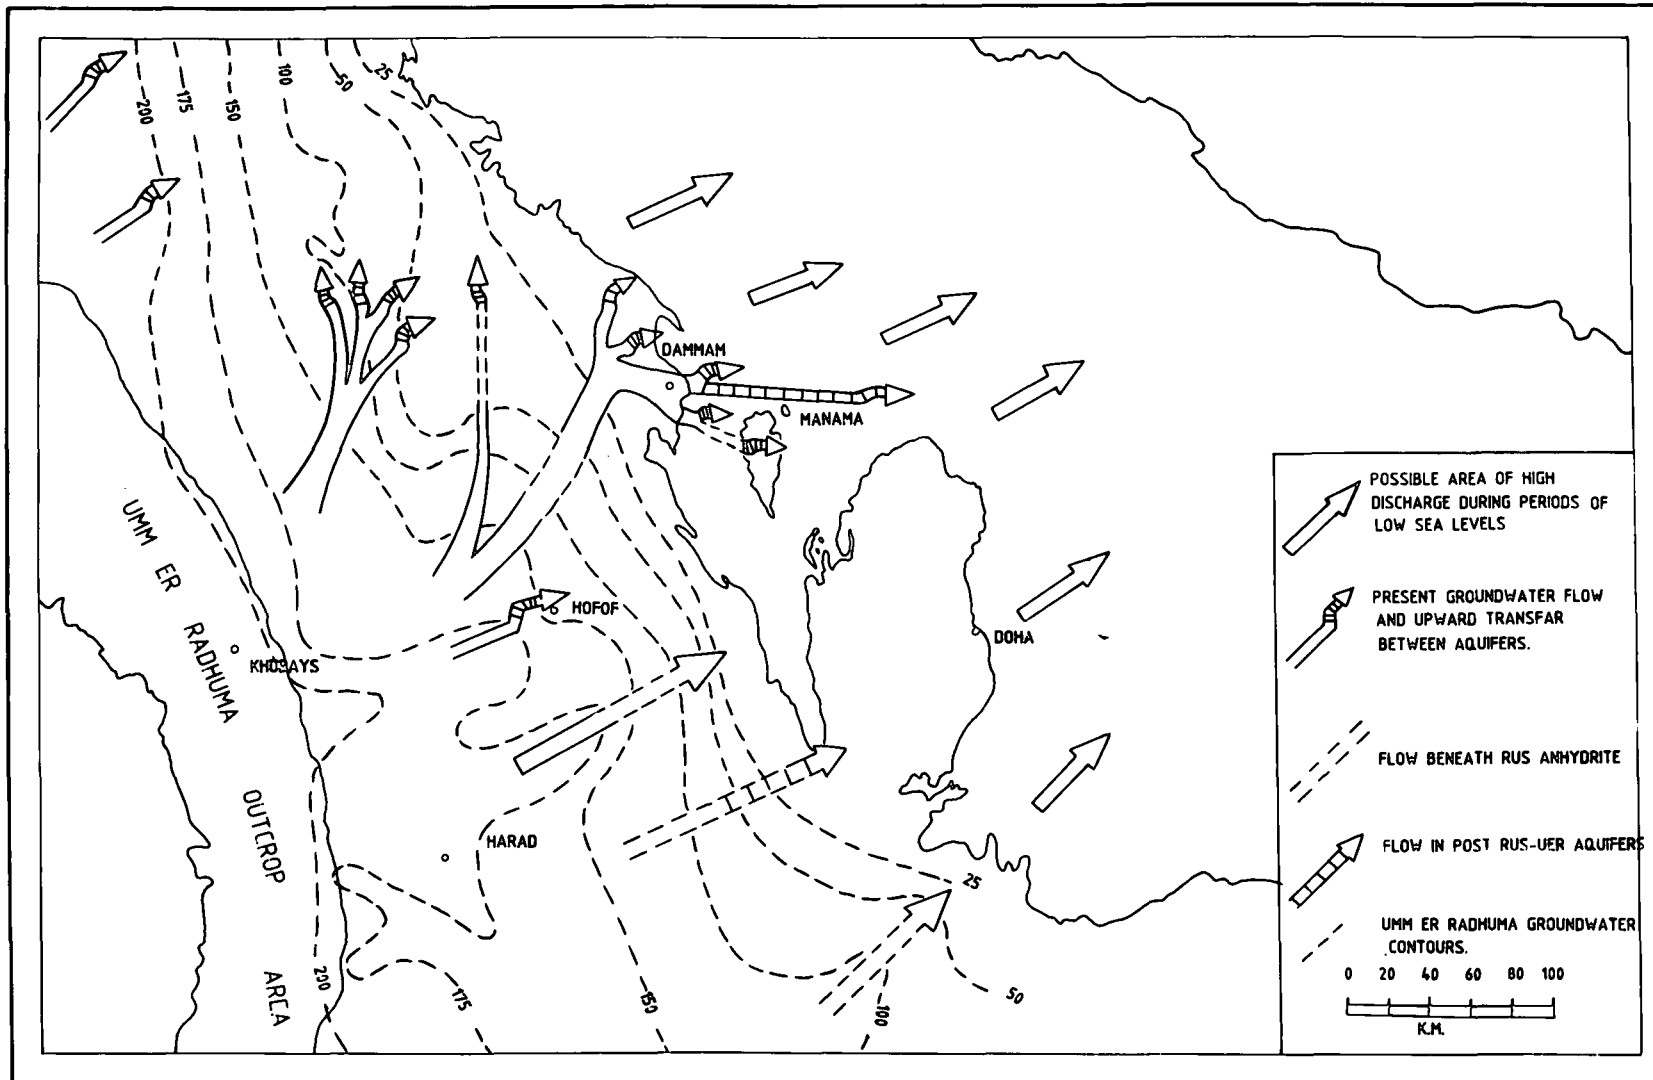 200
175
150
100
50
25
DAMMAM
MANAMA
UMM ER RADHUMA OUTCROP AREA
HOFOF
DOHA
KHOSAYS
HARAD
25
50
100
150
175
200
POSSIBLE AREA OF HIGH
DISCHARGE DURING PERIODS OF
LOW SEA LEVELS
PRESENT GROUNDWATER FLOW
AND UPWARD TRANSFAR
BETWEEN AQUIFERS.
FLOW BENEATH RUS ANHYDRITE
FLOW IN POST RUS-UER AQUIFERS
UMM ER RADHUMA GROUNDWATER
CONTOURS.
0 20 40 60 80 100
K.M.